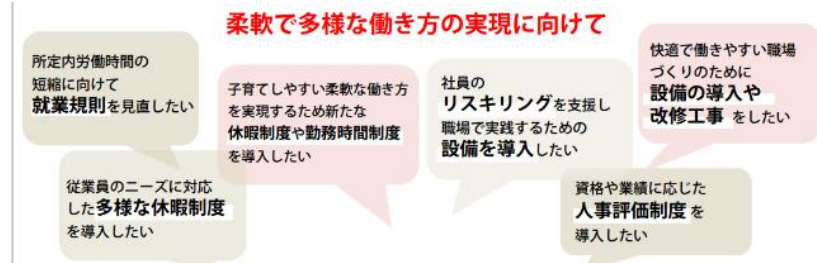 柔軟で多様な働き方の実現に向けて
所定内労働時間の
短縮に向けて
就業規則を見直したい
子育てしやすい柔軟な働き方
を実現するため新たな
休暇制度や勤務時間制度
を導入したい
社員の
リスキリングを支援し
職場で実践するための
設備を導入したい
快適で働きやすい職場
づくりのために
設備の導入や
改修工事 をしたい
従業員のニーズに対応
した多様な休暇制度
を導入したい
資格や業績に応じた
人事評価制度 を
導入したい